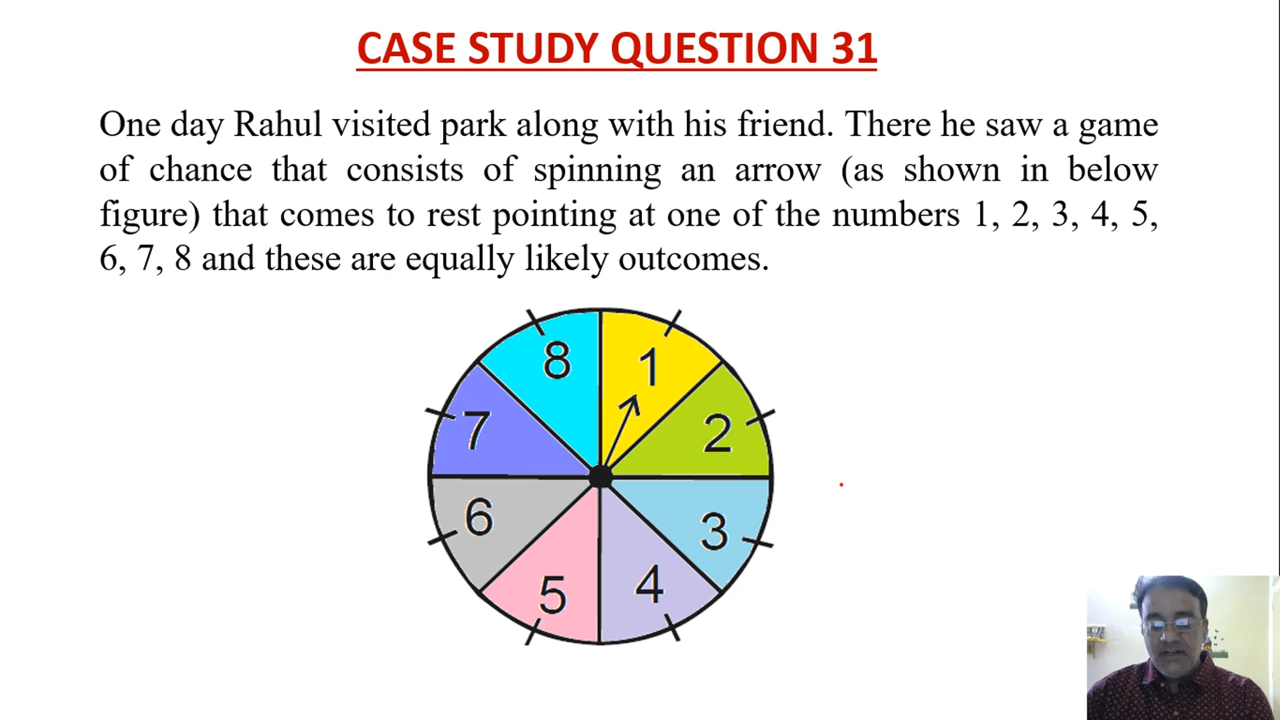 CASE STUDY QUESTION 31
One day Rahul visited park along with his friend. There he saw a game
of chance that consists of spinning an arrow (as shown in below
figure) that comes to rest pointing at one of the numbers 1, 2, 3, 4, 5,
6, 7, 8 and these are equally likely outcomes.
8
1
7
2
6
3
5
4